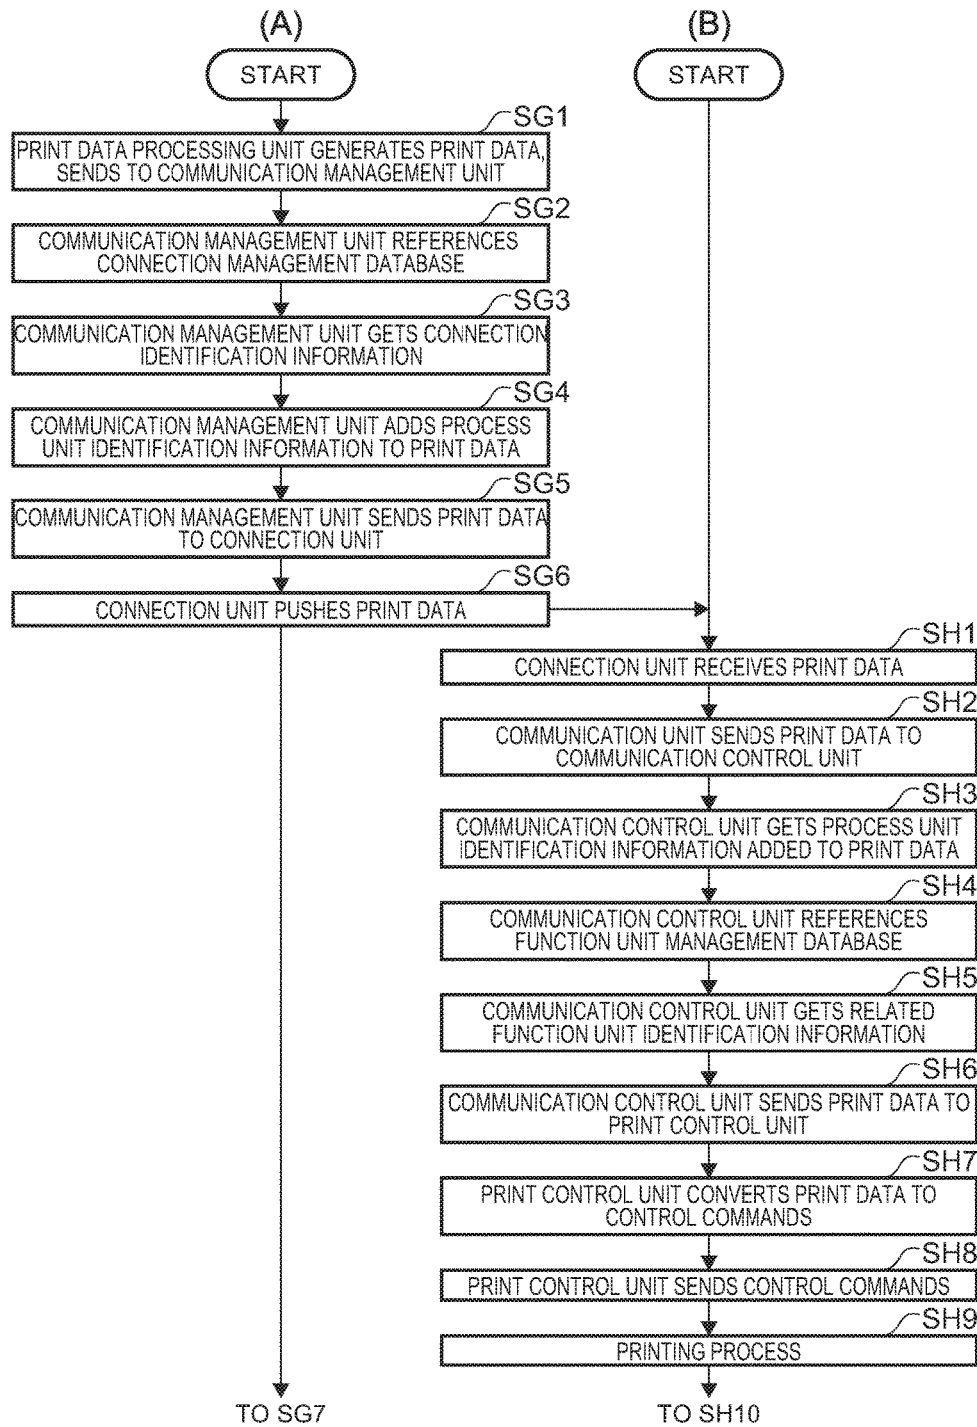 (A)
START
SG1
PRINT DATA PROCESSING UNIT GENERATES PRINT DATA,
SENDS TO COMMUNICATION MANAGEMENT UNIT
SG2
COMMUNICATION MANAGEMENT UNIT REFERENCES
CONNECTION MANAGEMENT DATABASE
SG3
COMMUNICATION MANAGEMENT UNIT GETS CONNECTION
IDENTIFICATION INFORMATION
SG4
COMMUNICATION MANAGEMENT UNIT ADDS PROCESS
UNIT IDENTIFICATION INFORMATION TO PRINT DATA
SG5
COMMUNICATION MANAGEMENT UNIT SENDS PRINT DATA
TO CONNECTION UNIT
SG6
CONNECTION UNIT PUSHES PRINT DATA
TO SG7
(B)
START
SH1
CONNECTION UNIT RECEIVES PRINT DATA
SH2
COMMUNICATION UNIT SENDS PRINT DATA TO
COMMUNICATION CONTROL UNIT
SH3
COMMUNICATION CONTROL UNIT GETS PROCESS UNIT
IDENTIFICATION INFORMATION ADDED TO PRINT DATA
SH4
COMMUNICATION CONTROL UNIT REFERENCES
FUNCTION UNIT MANAGEMENT DATABASE
SH5
COMMUNICATION CONTROL UNIT GETS RELATED
FUNCTION UNIT IDENTIFICATION INFORMATION
SH6
COMMUNICATION CONTROL UNIT SENDS PRINT DATA TO
PRINT CONTROL UNIT
SH7
PRINT CONTROL UNIT CONVERTS PRINT DATA TO
CONTROL COMMANDS
SH8
PRINT CONTROL UNIT SENDS CONTROL COMMANDS
SH9
PRINTING PROCESS
TO SH10